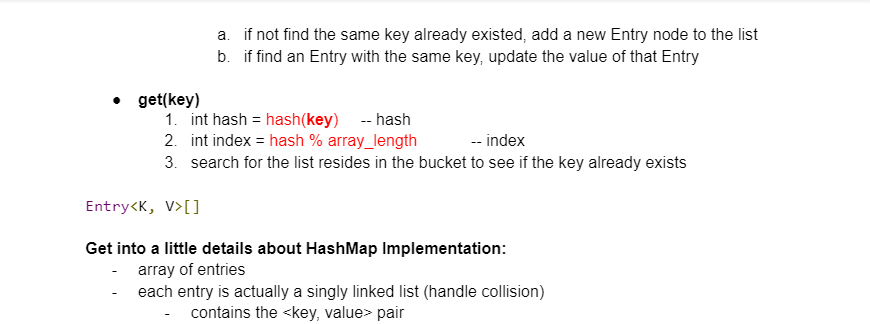 a. if not find the same key already existed, add a new Entry node to the list
b. if find an Entry with the same key, update the value of that Entry
● get(key)
1. int hash = hash(key) -- hash
2. int index = hash % array_length -- index
3. search for the list resides in the bucket to see if the key already exists
Entry<K, V>[]
Get into a little details about HashMap Implementation:
- array of entries
- each entry is actually a singly linked list (handle collision)
- contains the <key, value> pair